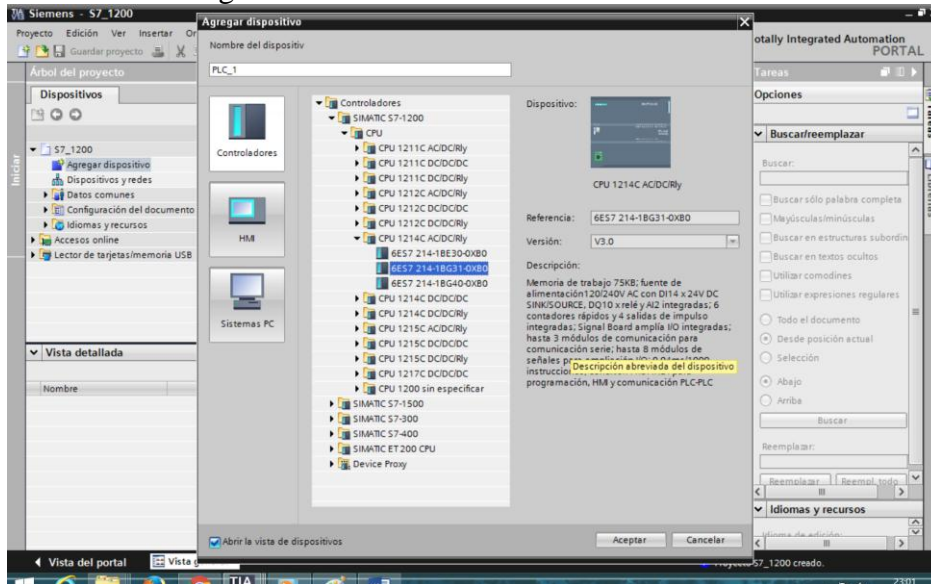 Siemens - S7_1200
Proyecto Edición Ver Insertar
Guardar proyecto
Totally Integrated Automation
PORTAL
Árbol del proyecto
Dispositivos
S7_1200
Agregar dispositivo
Dispositivos y redes
Datos comunes
Configuración del documento
Idiomas y recursos
Accesos online
Lector de tarjetas/memoria USB
Vista detallada
Nombre
Iniciar
Agregar dispositivo
Nombre del dispositiv
PLC_1
Controladores
HMI
Sistemas PC
Controladores
SIMATIC S7-1200
CPU
CPU 1211C AC/DC/Rly
CPU 1211C DC/DC/DC
CPU 1211C DC/DC/Rly
CPU 1212C AC/DC/Rly
CPU 1212C DC/DC/DC
CPU 1212C DC/DC/Rly
CPU 1214C AC/DC/Rly
6ES7 214-1BE30-0XB0
6ES7 214-1BG31-0XB0
6ES7 214-1BG40-0XB0
CPU 1214C DC/DC/DC
CPU 1214C DC/DC/Rly
CPU 1215C AC/DC/Rly
CPU 1215C DC/DC/DC
CPU 1215C DC/DC/Rly
CPU 1217C DC/DC/DC
CPU 1200 sin especificar
SIMATIC S7-1500
SIMATIC S7-300
SIMATIC S7-400
SIMATIC ET 200 CPU
Device Proxy
Dispositivo:
CPU 1214C AC/DC/Rly
Referencia: 6ES7 214-1BG31-0XB0
Versión: V3.0
Descripción:
Memoria de trabajo 75KB; fuente de
alimentación120/240V AC con DI14 x 24V DC
SINK/SOURCE, DQ10 x relé y AI2 integradas; 6
contadores rápidos y 4 salidas de impulso
integradas; Signal Board amplía I/O integradas;
hasta 3 módulos de comunicación para
comunicación serie; hasta 8 módulos de
señales
Descripción abreviada del dispositivo
programación, HMI y comunicación PLC-PLC
Abrir la vista de dispositivos
Aceptar
Cancelar
Tareas
Opciones
Buscar/reemplazar
Buscar:
Buscar sólo palabra completa
Mayúsculas/minúsculas
Buscar en estructuras subordin
Buscar en textos ocultos
Utilizar comodines
Utilizar expresiones regulares
Todo el documento
Desde posición actual
Selección
Abajo
Arriba
Buscar
Reemplazar:
Reemplazar
Reempl. todo
Idiomas y recursos
Idioma de edición:
Vista del portal
Vista
S7_1200 creado.
TIA
23:01